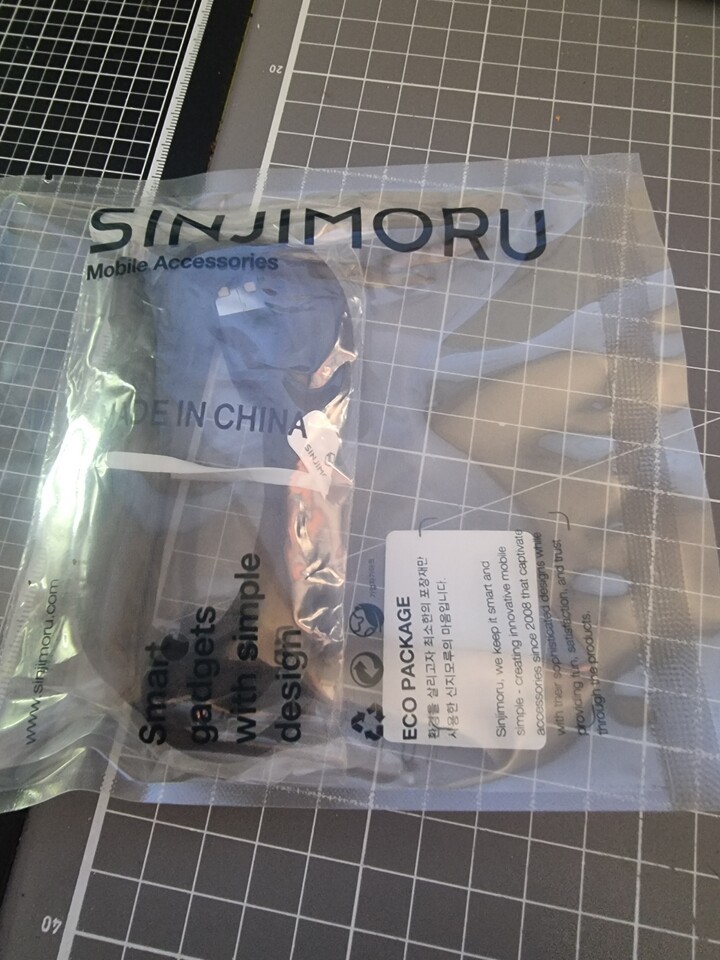 SINJIMORU
Mobile Accessories
MADE IN CHINA
www.sinjimoru.com
Smart
gadgets
with simple
design
ECO PACKAGE
환경을 살리고자 최소한의 포장재만
사용한 신지모루의 마음입니다.
Sinjimoru, we keep it smart and
simple - creating innovative mobile
accessories since 2008 that captivate
with their sophisticated designs while
providing fun, satisfaction, and trust
through the products.
20
40